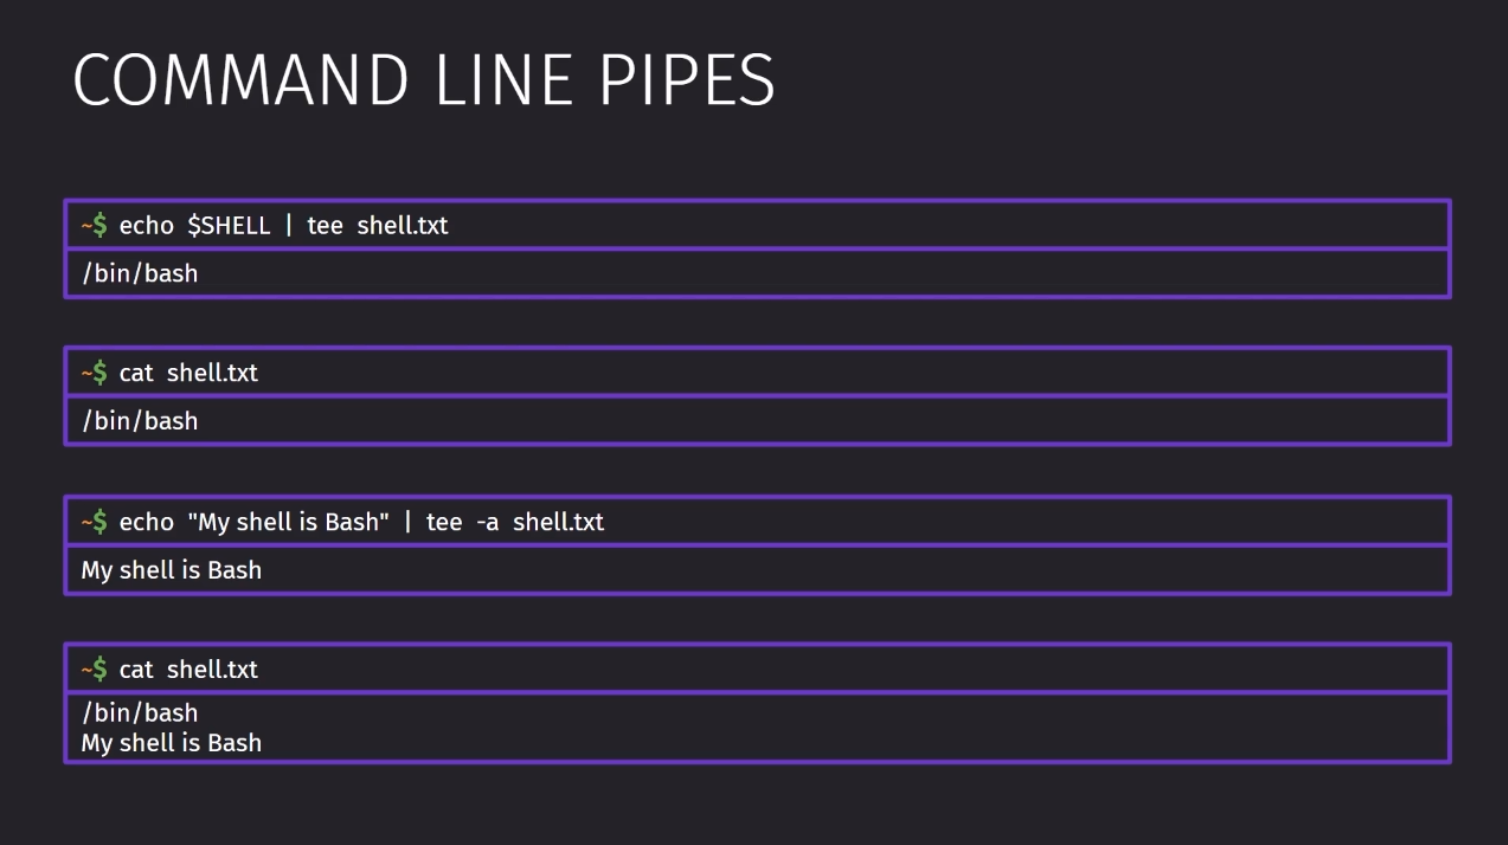 COMMAND LINE PIPES
~$ echo $SHELL | tee shell.txt
/bin/bash
~$ cat shell.txt
/bin/bash
~$ echo "My shell is Bash" | tee -a shell.txt
My shell is Bash
~$ cat shell.txt
/bin/bash
My shell is Bash